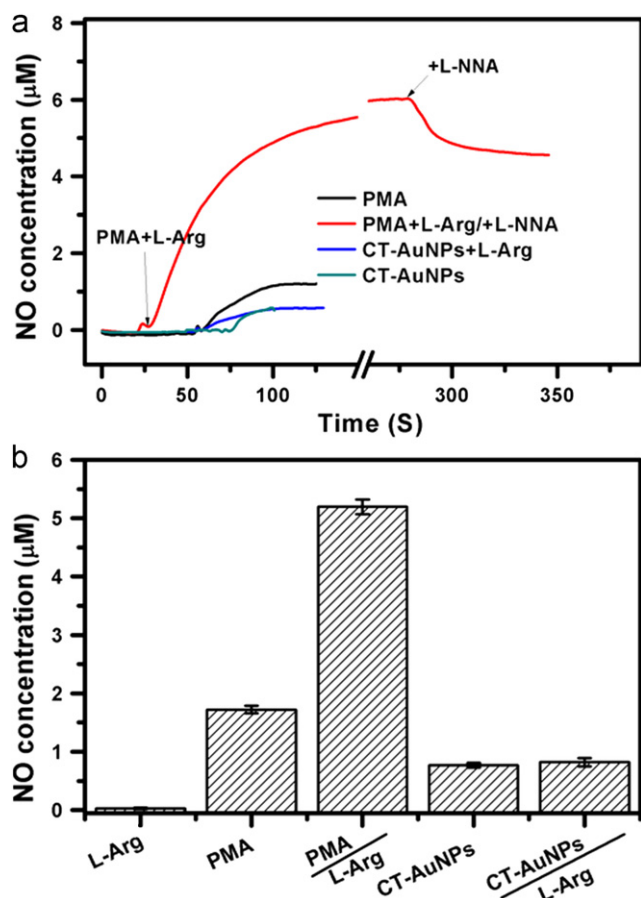 a
8
6
4
2
0
NO concentration (μM)
+L-NNA
PMA+L-Arg
PMA
PMA+L-Arg/+L-NNA
CT-AuNPs+L-Arg
CT-AuNPs
0 50 100 300 350
Time (S)
b
6
5
4
3
2
1
0
NO concentration (μM)
L-Arg
PMA
PMA
L-Arg
CT-AuNPs
CT-AuNPs
L-Arg